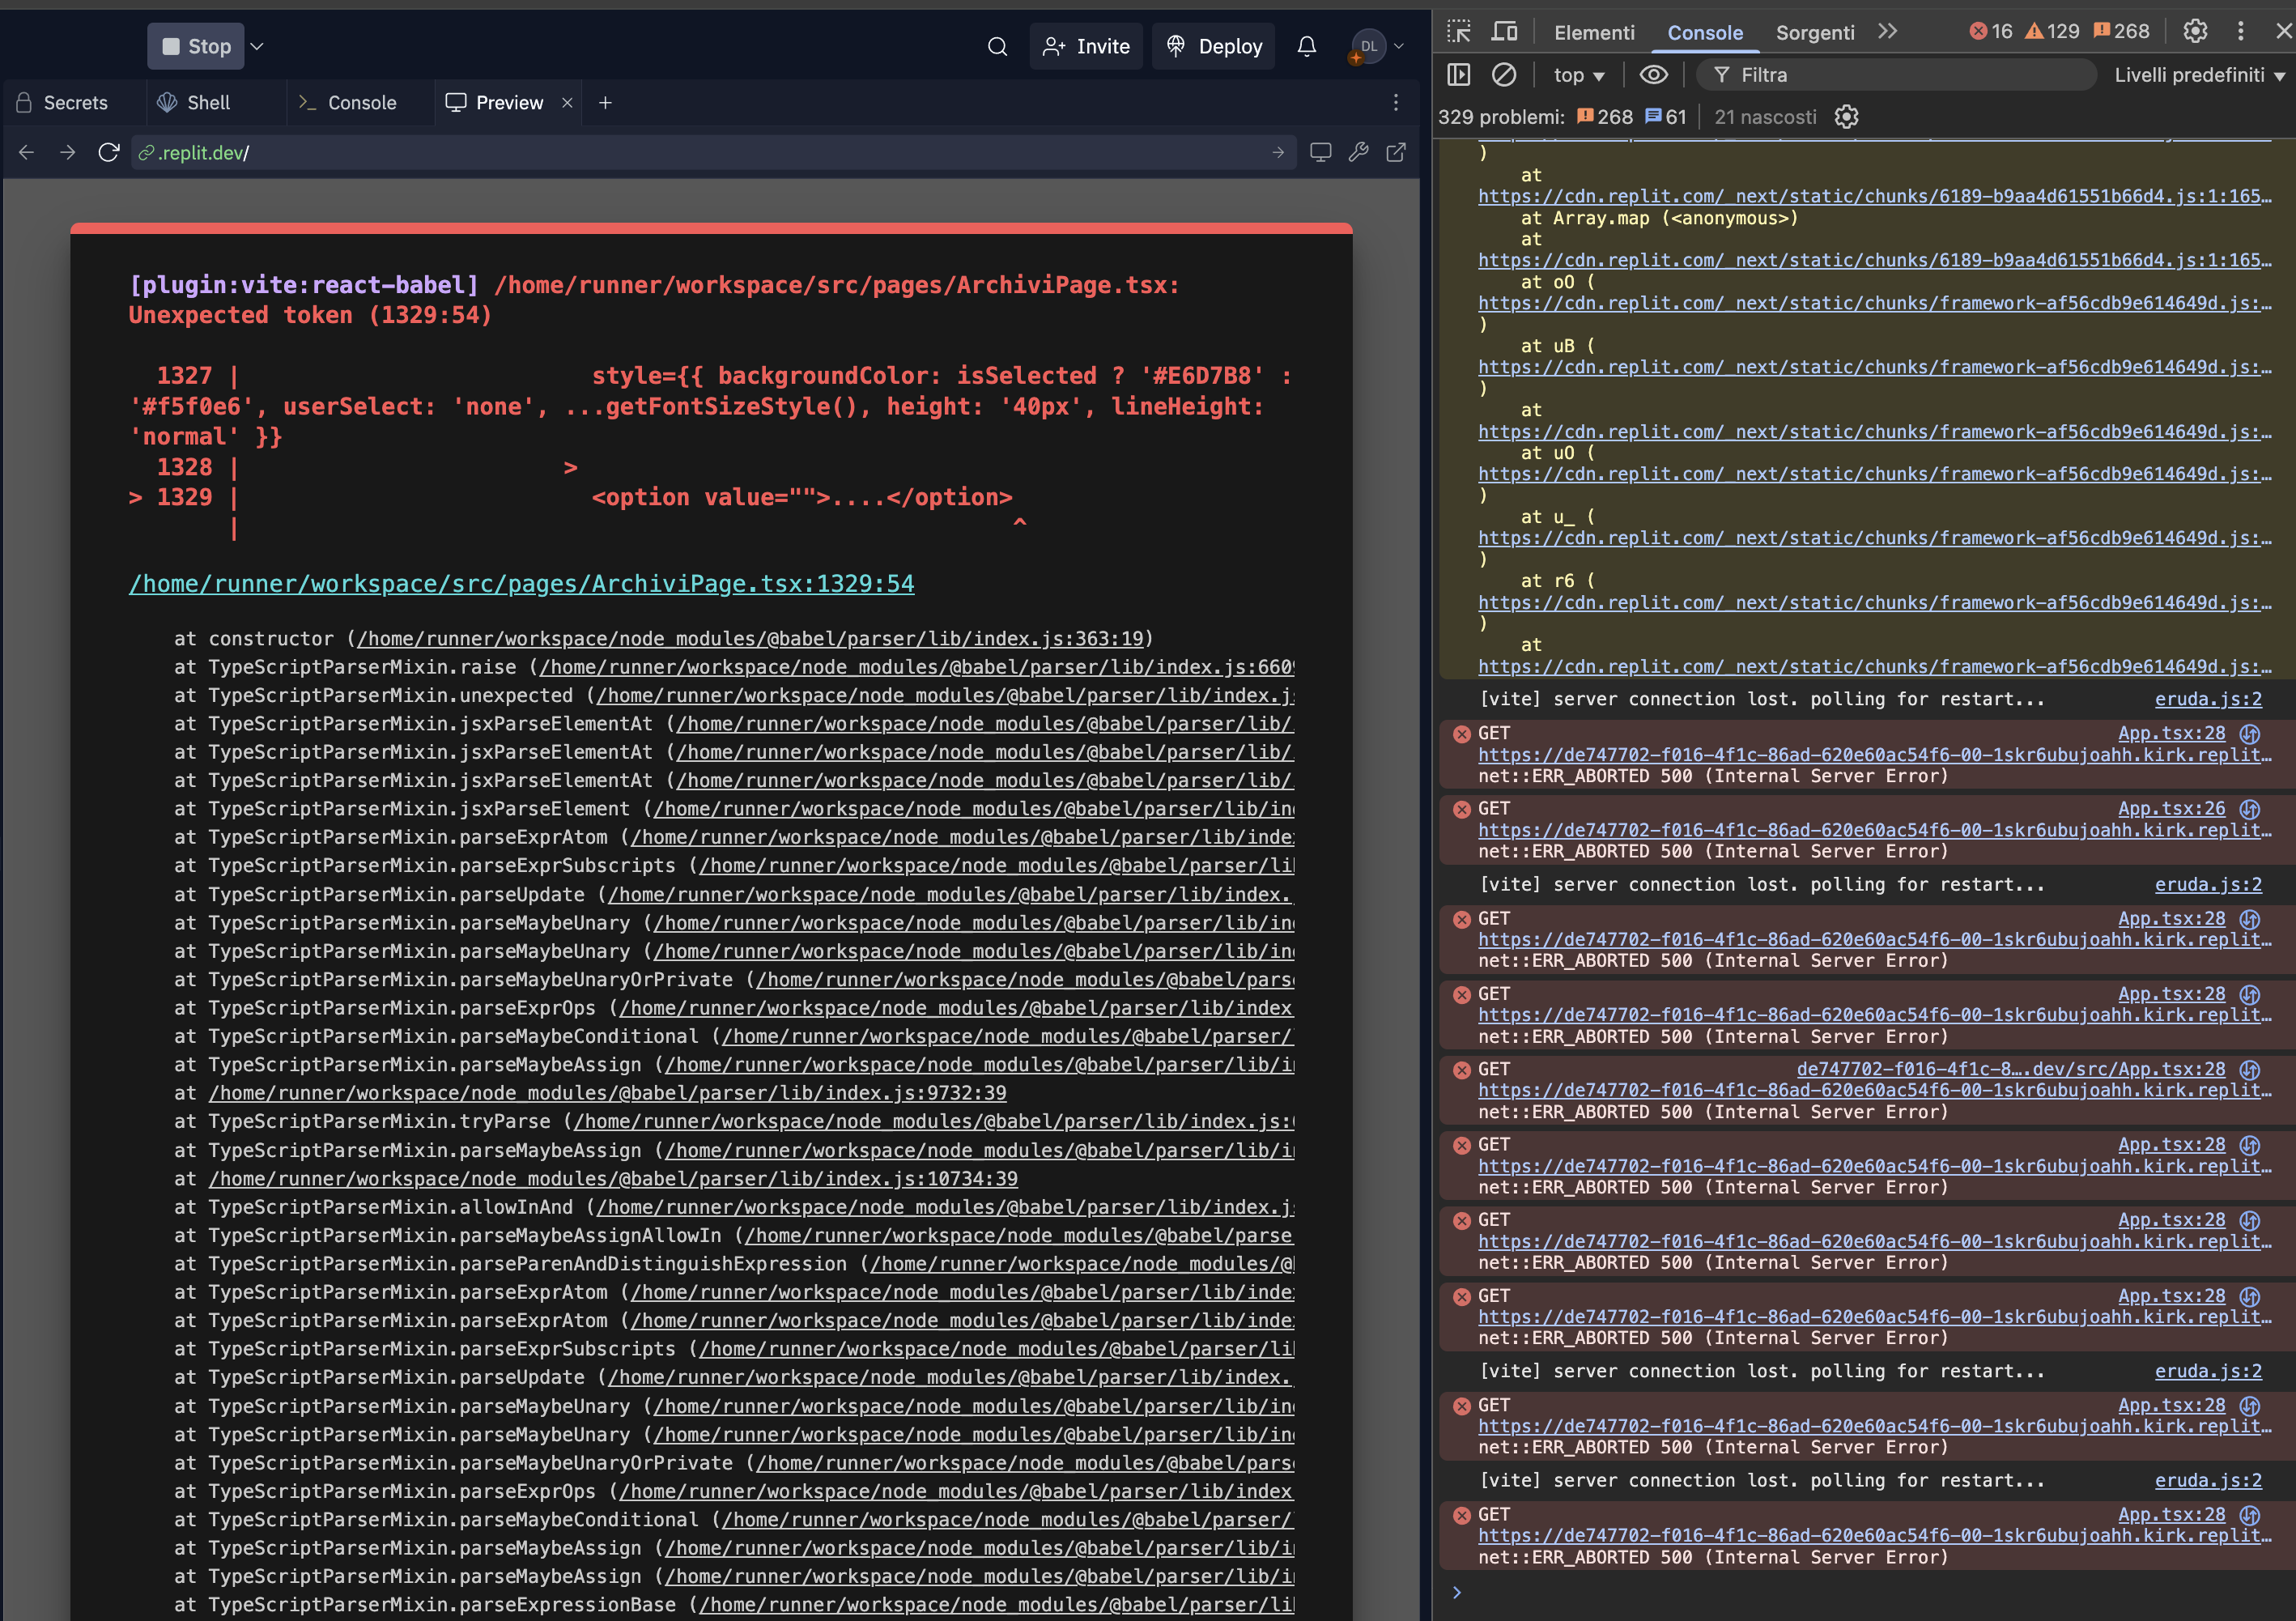 Stop
Invite
Deploy
DL
Secrets
Shell
Console
Preview
.replit.dev/
[plugin:vite:react-babel] /home/runner/workspace/src/pages/ArchiviPage.tsx:
Unexpected token (1329:54)
1327 | style={{ backgroundColor: isSelected ? '#E6D7B8' :
'#f5f0e6', userSelect: 'none', ...getFontSizeStyle(), height: '40px', lineHeight:
'normal' }}
1328 | >
> 1329 | <option value="">....</option>
| ^
/home/runner/workspace/src/pages/ArchiviPage.tsx:1329:54
at constructor (/home/runner/workspace/node_modules/@babel/parser/lib/index.js:363:19)
at TypeScriptParserMixin.raise (/home/runner/workspace/node_modules/@babel/parser/lib/index.js:660
at TypeScriptParserMixin.unexpected (/home/runner/workspace/node_modules/@babel/parser/lib/index.j
at TypeScriptParserMixin.jsxParseElementAt (/home/runner/workspace/node_modules/@babel/parser/lib/
at TypeScriptParserMixin.jsxParseElementAt (/home/runner/workspace/node_modules/@babel/parser/lib/
at TypeScriptParserMixin.jsxParseElementAt (/home/runner/workspace/node_modules/@babel/parser/lib/
at TypeScriptParserMixin.jsxParseElement (/home/runner/workspace/node_modules/@babel/parser/lib/in
at TypeScriptParserMixin.parseExprAtom (/home/runner/workspace/node_modules/@babel/parser/lib/inde
at TypeScriptParserMixin.parseExprSubscripts (/home/runner/workspace/node_modules/@babel/parser/li
at TypeScriptParserMixin.parseUpdate (/home/runner/workspace/node_modules/@babel/parser/lib/index.
at TypeScriptParserMixin.parseMaybeUnary (/home/runner/workspace/node_modules/@babel/parser/lib/in
at TypeScriptParserMixin.parseMaybeUnary (/home/runner/workspace/node_modules/@babel/parser/lib/in
at TypeScriptParserMixin.parseMaybeUnaryOrPrivate (/home/runner/workspace/node_modules/@babel/pars
at TypeScriptParserMixin.parseExprOps (/home/runner/workspace/node_modules/@babel/parser/lib/index
at TypeScriptParserMixin.parseMaybeConditional (/home/runner/workspace/node_modules/@babel/parser/
at TypeScriptParserMixin.parseMaybeAssign (/home/runner/workspace/node_modules/@babel/parser/lib/i
at /home/runner/workspace/node_modules/@babel/parser/lib/index.js:9732:39
at TypeScriptParserMixin.tryParse (/home/runner/workspace/node_modules/@babel/parser/lib/index.js:
at TypeScriptParserMixin.parseMaybeAssign (/home/runner/workspace/node_modules/@babel/parser/lib/i
at /home/runner/workspace/node_modules/@babel/parser/lib/index.js:10734:39
at TypeScriptParserMixin.allowInAnd (/home/runner/workspace/node_modules/@babel/parser/lib/index.j
at TypeScriptParserMixin.parseMaybeAssignAllowIn (/home/runner/workspace/node_modules/@babel/parse
at TypeScriptParserMixin.parseParenAndDistinguishExpression (/home/runner/workspace/node_modules/@
at TypeScriptParserMixin.parseExprAtom (/home/runner/workspace/node_modules/@babel/parser/lib/inde
at TypeScriptParserMixin.parseExprAtom (/home/runner/workspace/node_modules/@babel/parser/lib/inde
at TypeScriptParserMixin.parseExprSubscripts (/home/runner/workspace/node_modules/@babel/parser/li
at TypeScriptParserMixin.parseUpdate (/home/runner/workspace/node_modules/@babel/parser/lib/index.
at TypeScriptParserMixin.parseMaybeUnary (/home/runner/workspace/node_modules/@babel/parser/lib/in
at TypeScriptParserMixin.parseMaybeUnary (/home/runner/workspace/node_modules/@babel/parser/lib/in
at TypeScriptParserMixin.parseMaybeUnaryOrPrivate (/home/runner/workspace/node_modules/@babel/pars
at TypeScriptParserMixin.parseExprOps (/home/runner/workspace/node_modules/@babel/parser/lib/index
at TypeScriptParserMixin.parseMaybeConditional (/home/runner/workspace/node_modules/@babel/parser/
at TypeScriptParserMixin.parseMaybeAssign (/home/runner/workspace/node_modules/@babel/parser/lib/i
at TypeScriptParserMixin.parseMaybeAssign (/home/runner/workspace/node_modules/@babel/parser/lib/i
at TypeScriptParserMixin.parseExpressionBase (/home/runner/workspace/node_modules/@babel/parser/li
Elementi
Console
Sorgenti
16
129
268
top
Filtra
Livelli predefiniti
329 problemi: 268 61
21 nascosti
)
at
https://cdn.replit.com/_next/static/chunks/6189-b9aa4d61551b66d4.js:1:165…
at Array.map (<anonymous>)
at
https://cdn.replit.com/_next/static/chunks/6189-b9aa4d61551b66d4.js:1:165…
at oO (
https://cdn.replit.com/_next/static/chunks/framework-af56cdb9e614649d.js:…
)
at uB (
https://cdn.replit.com/_next/static/chunks/framework-af56cdb9e614649d.js:…
)
at
https://cdn.replit.com/_next/static/chunks/framework-af56cdb9e614649d.js:…
at uO (
https://cdn.replit.com/_next/static/chunks/framework-af56cdb9e614649d.js:…
)
at u_ (
https://cdn.replit.com/_next/static/chunks/framework-af56cdb9e614649d.js:…
)
at r6 (
https://cdn.replit.com/_next/static/chunks/framework-af56cdb9e614649d.js:…
)
at
https://cdn.replit.com/_next/static/chunks/framework-af56cdb9e614649d.js:…
[vite] server connection lost. polling for restart... eruda.js:2
GET App.tsx:28
https://de747702-f016-4f1c-86ad-620e60ac54f6-00-1skr6ubujoahh.kirk.replit…
net::ERR_ABORTED 500 (Internal Server Error)
GET App.tsx:26
https://de747702-f016-4f1c-86ad-620e60ac54f6-00-1skr6ubujoahh.kirk.replit…
net::ERR_ABORTED 500 (Internal Server Error)
[vite] server connection lost. polling for restart... eruda.js:2
GET App.tsx:28
https://de747702-f016-4f1c-86ad-620e60ac54f6-00-1skr6ubujoahh.kirk.replit…
net::ERR_ABORTED 500 (Internal Server Error)
GET App.tsx:28
https://de747702-f016-4f1c-86ad-620e60ac54f6-00-1skr6ubujoahh.kirk.replit…
net::ERR_ABORTED 500 (Internal Server Error)
GET de747702-f016-4f1c-8….dev/src/App.tsx:28
https://de747702-f016-4f1c-86ad-620e60ac54f6-00-1skr6ubujoahh.kirk.replit…
net::ERR_ABORTED 500 (Internal Server Error)
GET App.tsx:28
https://de747702-f016-4f1c-86ad-620e60ac54f6-00-1skr6ubujoahh.kirk.replit…
net::ERR_ABORTED 500 (Internal Server Error)
GET App.tsx:28
https://de747702-f016-4f1c-86ad-620e60ac54f6-00-1skr6ubujoahh.kirk.replit…
net::ERR_ABORTED 500 (Internal Server Error)
GET App.tsx:28
https://de747702-f016-4f1c-86ad-620e60ac54f6-00-1skr6ubujoahh.kirk.replit…
net::ERR_ABORTED 500 (Internal Server Error)
[vite] server connection lost. polling for restart... eruda.js:2
GET App.tsx:28
https://de747702-f016-4f1c-86ad-620e60ac54f6-00-1skr6ubujoahh.kirk.replit…
net::ERR_ABORTED 500 (Internal Server Error)
[vite] server connection lost. polling for restart... eruda.js:2
GET App.tsx:28
https://de747702-f016-4f1c-86ad-620e60ac54f6-00-1skr6ubujoahh.kirk.replit…
net::ERR_ABORTED 500 (Internal Server Error)